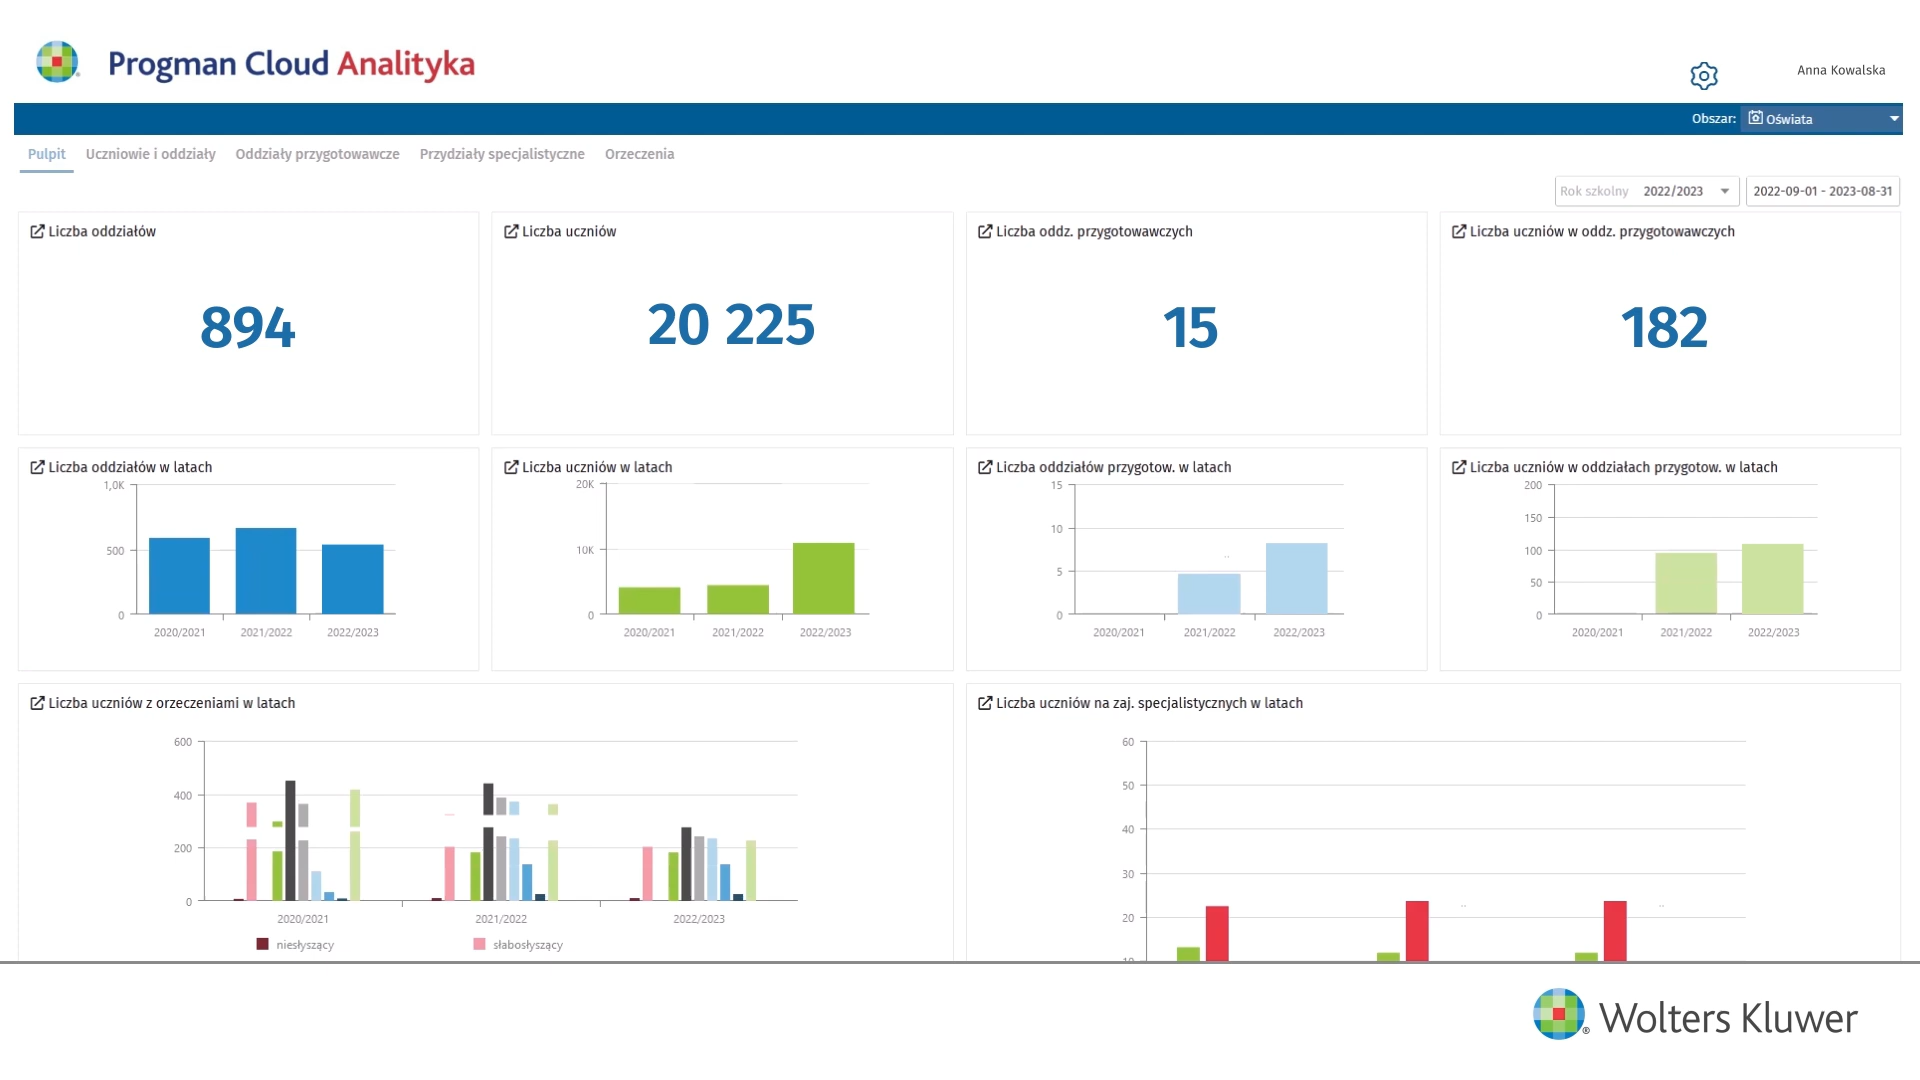 Progman Cloud Analityka
Anna Kowalska
Obszar: Oświata
Pulpit Uczniowie i oddziały Oddziały przygotowawcze Przydziały specjalistyczne Orzeczenia
Rok szkolny 2022/2023 2022-09-01 - 2023-08-31
Liczba oddziałów
894
Liczba uczniów
20 225
Liczba oddz. przygotowawczych
15
Liczba uczniów w oddz. przygotowawczych
182
Liczba oddziałów w latach
1,0K
500
0
2020/2021 2021/2022 2022/2023
Liczba uczniów w latach
20K
10K
0
2020/2021 2021/2022 2022/2023
Liczba oddziałów przygotow. w latach
15
10
5
0
2020/2021 2021/2022 2022/2023
Liczba uczniów w oddziałach przygotow. w latach
200
150
100
50
0
2020/2021 2021/2022 2022/2023
Liczba uczniów z orzeczeniami w latach
600
400
200
0
2020/2021 2021/2022 2022/2023
niesłyszący słabosłyszący
Liczba uczniów na zaj. specjalistycznych w latach
60
50
40
30
20
Wolters Kluwer